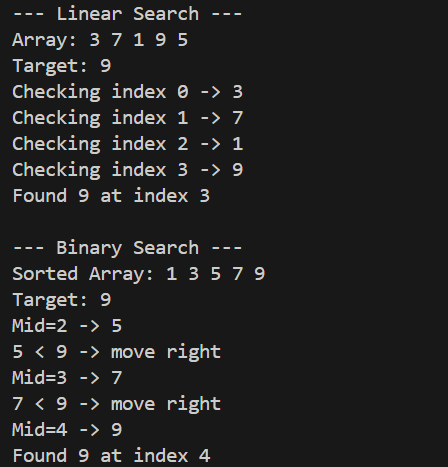 --- Linear Search ---
Array: 3 7 1 9 5
Target: 9
Checking index 0 -> 3
Checking index 1 -> 7
Checking index 2 -> 1
Checking index 3 -> 9
Found 9 at index 3

--- Binary Search ---
Sorted Array: 1 3 5 7 9
Target: 9
Mid=2 -> 5
5 < 9 -> move right
Mid=3 -> 7
7 < 9 -> move right
Mid=4 -> 9
Found 9 at index 4